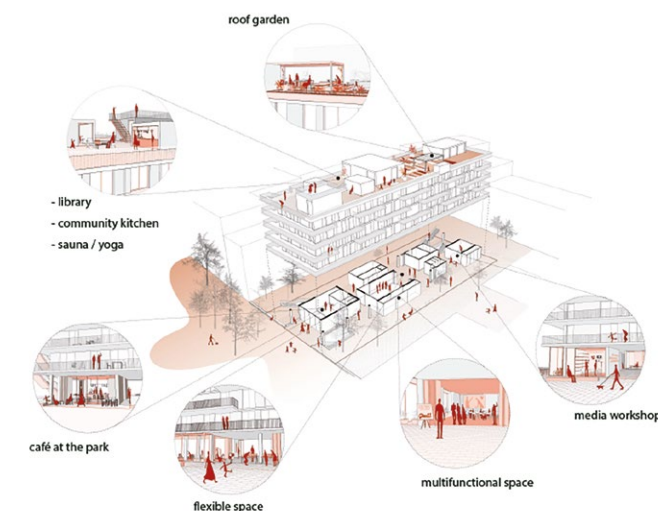 roof garden
- library
- community kitchen
- sauna / yoga
café at the park
flexible space
multifunctional space
media workshop